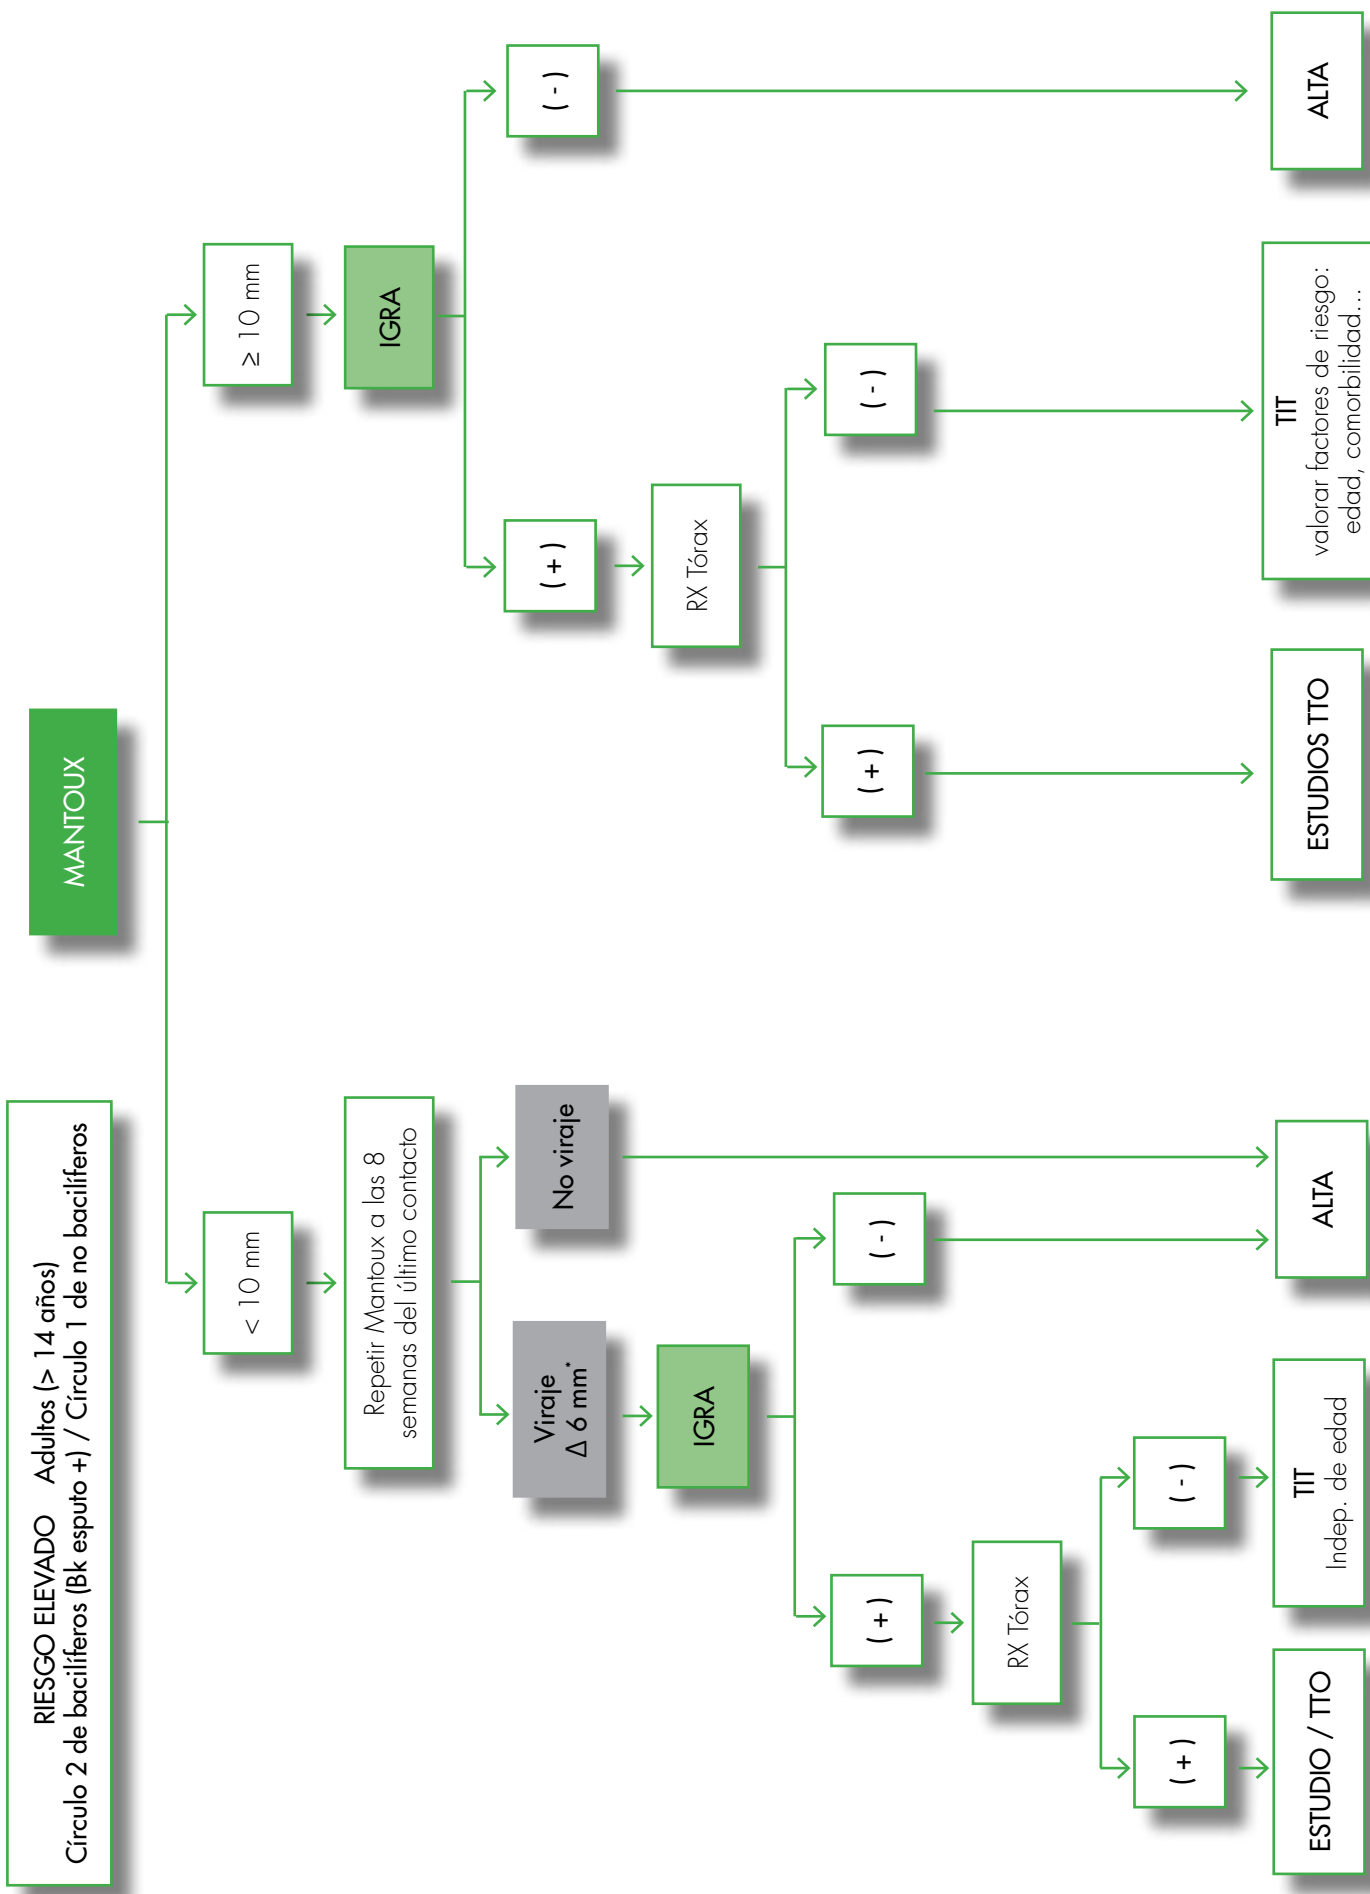 RIESGO ELEVADO Adultos (> 14 años)
Círculo 2 de bacilíferos (Bk esputo +) / Círculo 1 de no bacilíferos
MANTOUX
< 10 mm
≥ 10 mm
Repetir Mantoux a las 8
semanas del último contacto
IGRA
Viraje
Δ 6 mm*
No viraje
(+)
(-)
IGRA
RX Tórax
(+)
(-)
(+)
(-)
RX Tórax
(+)
(-)
ESTUDIO / TTO
TIT
Indep. de edad
ALTA
ESTUDIOS TTO
TIT
valorar factores de riesgo:
edad, comorbilidad...
ALTA